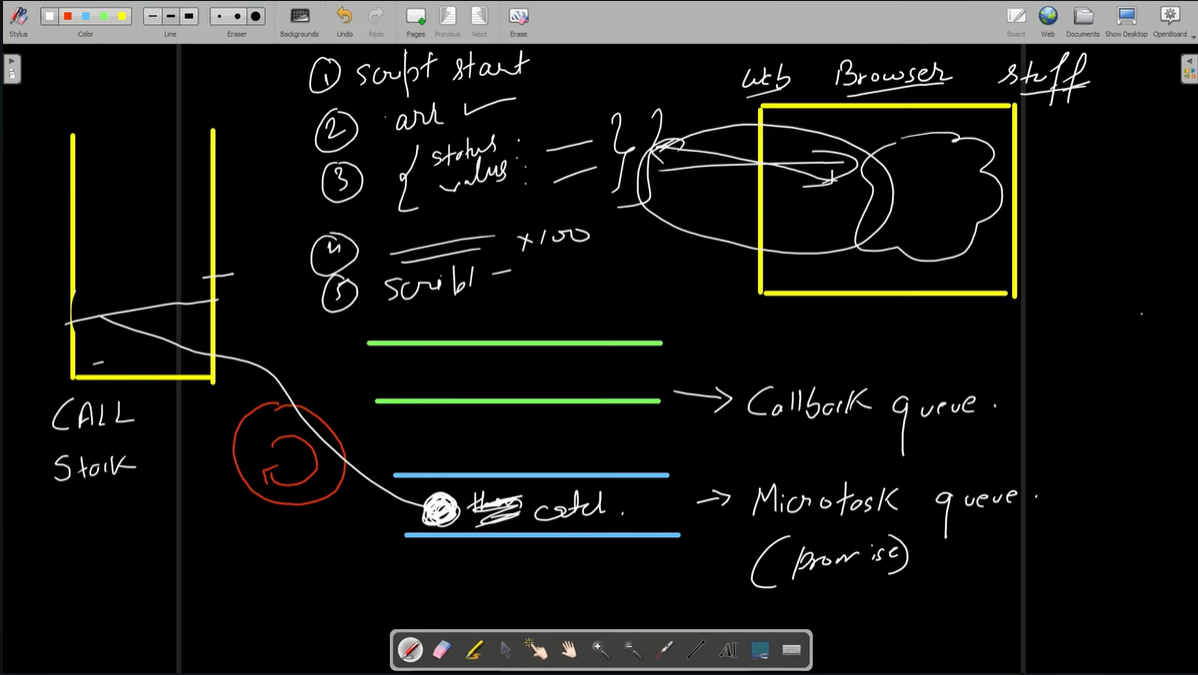 Stylus Color Line Eraser Backgrounds Undo Redo Pages Previous Next Erase Board Web Documents Show Desktop OpenBoard
① script start
② arr
③ { status :
value :
④ x100
⑤
Web Browser stuff
CALL
Stack
Callback queue.
catch.
Microtask queue.
(promise)
AI